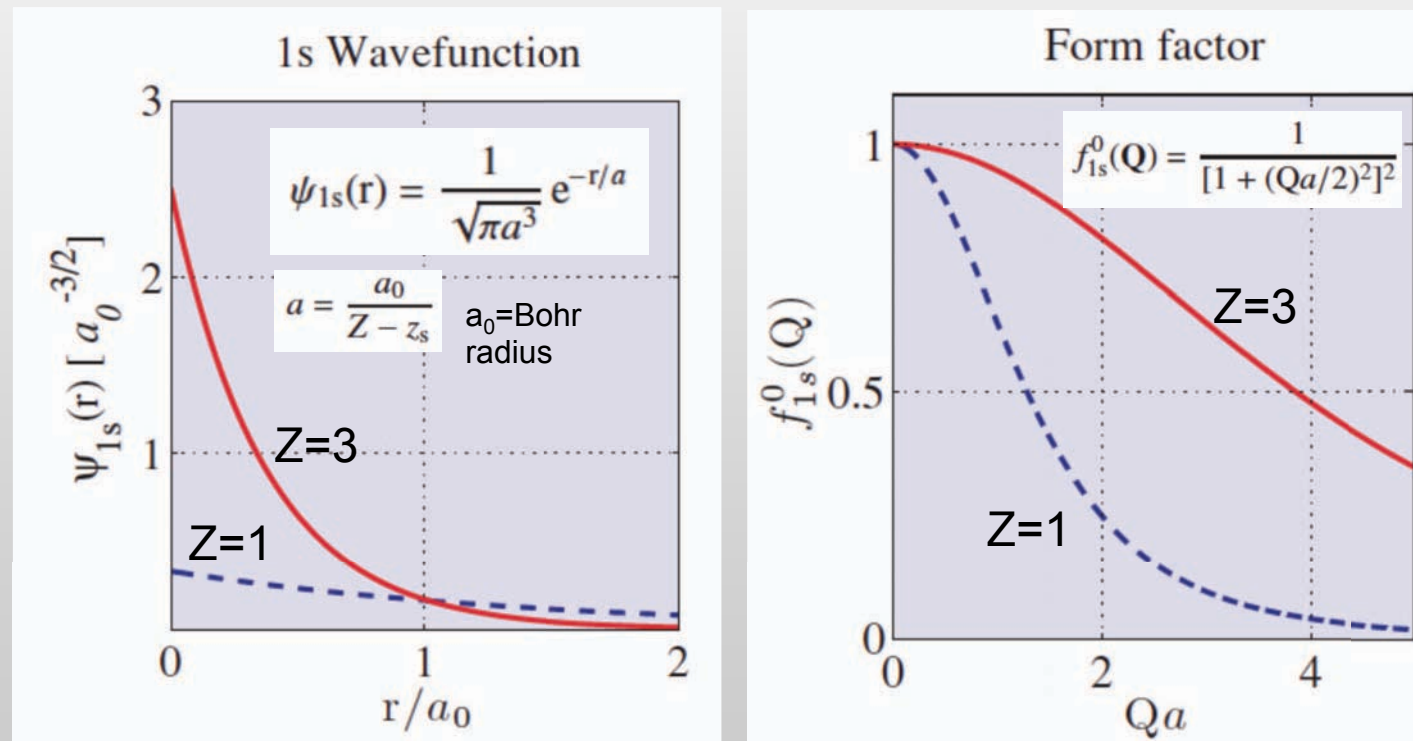 1s Wavefunction
3
2
1
0
1
2
ψ1s(r) [ a0^-3/2 ]
r/a0
ψ1s(r) = 1/√(πa³) e^(−r/a)
a = a0/(Z − zs)
a0=Bohr
radius
Z=3
Z=1
Form factor
1
0.5
0
0
2
4
f⁰1s(Q)
Qa
f⁰1s(Q) = 1/[1 + (Qa/2)²]²
Z=3
Z=1